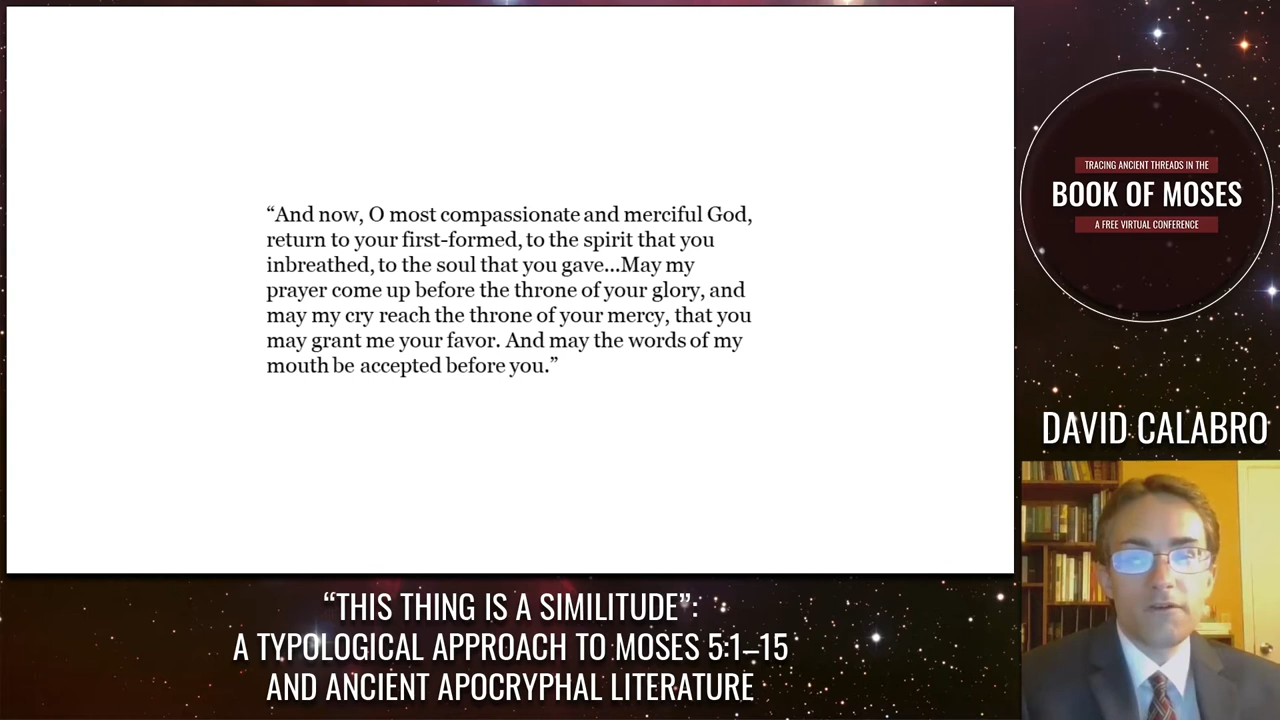 “And now, O most compassionate and merciful God,
return to your first-formed, to the spirit that you
inbreathed, to the soul that you gave...May my
prayer come up before the throne of your glory, and
may my cry reach the throne of your mercy, that you
may grant me your favor. And may the words of my
mouth be accepted before you.”
TRACING ANCIENT THREADS IN THE
BOOK OF MOSES
A FREE VIRTUAL CONFERENCE
DAVID CALABRO
“THIS THING IS A SIMILITUDE”:
A TYPOLOGICAL APPROACH TO MOSES 5:1–15
AND ANCIENT APOCRYPHAL LITERATURE